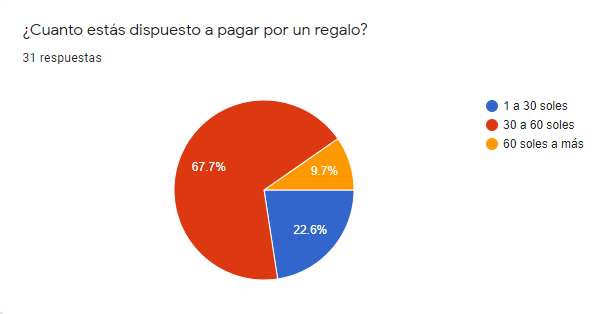 ¿Cuanto estás dispuesto a pagar por un regalo?
31 respuestas
1 a 30 soles
30 a 60 soles
60 soles a más
67.7%
9.7%
22.6%